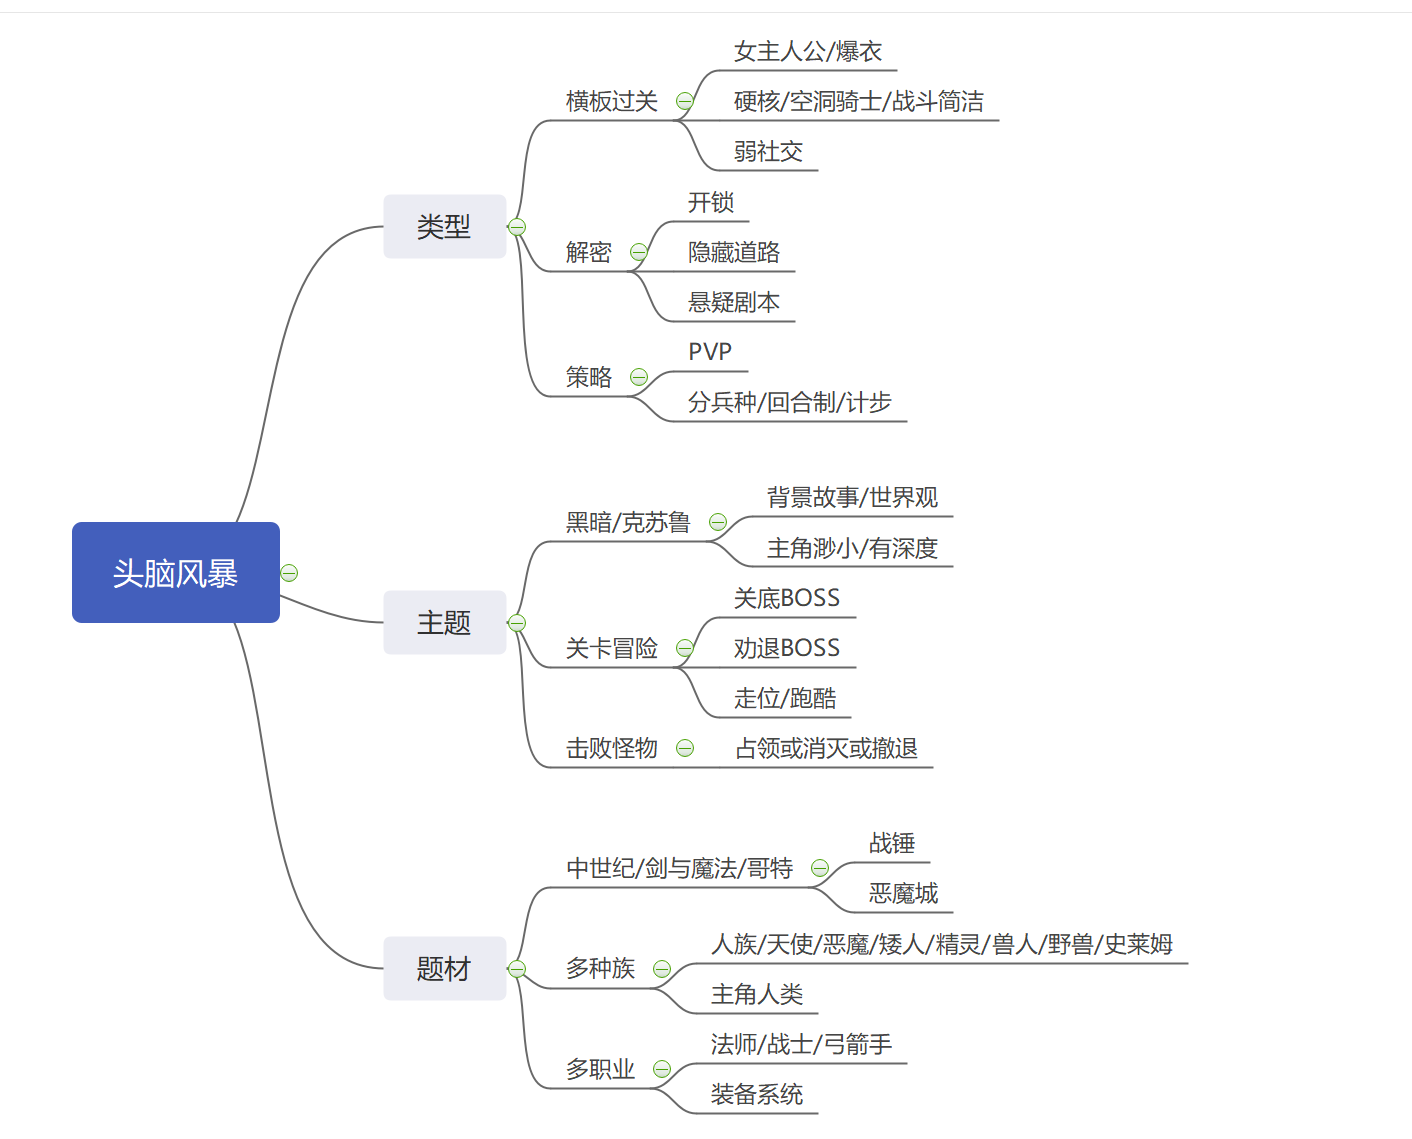 女主人公/爆衣
横板过关
硬核/空洞骑士/战斗简洁
弱社交
类型
开锁
解密
隐藏道路
悬疑剧本
PVP
策略
分兵种/回合制/计步
头脑风暴
背景故事/世界观
黑暗/克苏鲁
主角渺小/有深度
关底BOSS
主题
关卡冒险
劝退BOSS
走位/跑酷
击败怪物
占领或消灭或撤退
战锤
中世纪/剑与魔法/哥特
恶魔城
人族/天使/恶魔/矮人/精灵/兽人/野兽/史莱姆
题材
多种族
主角人类
法师/战士/弓箭手
多职业
装备系统